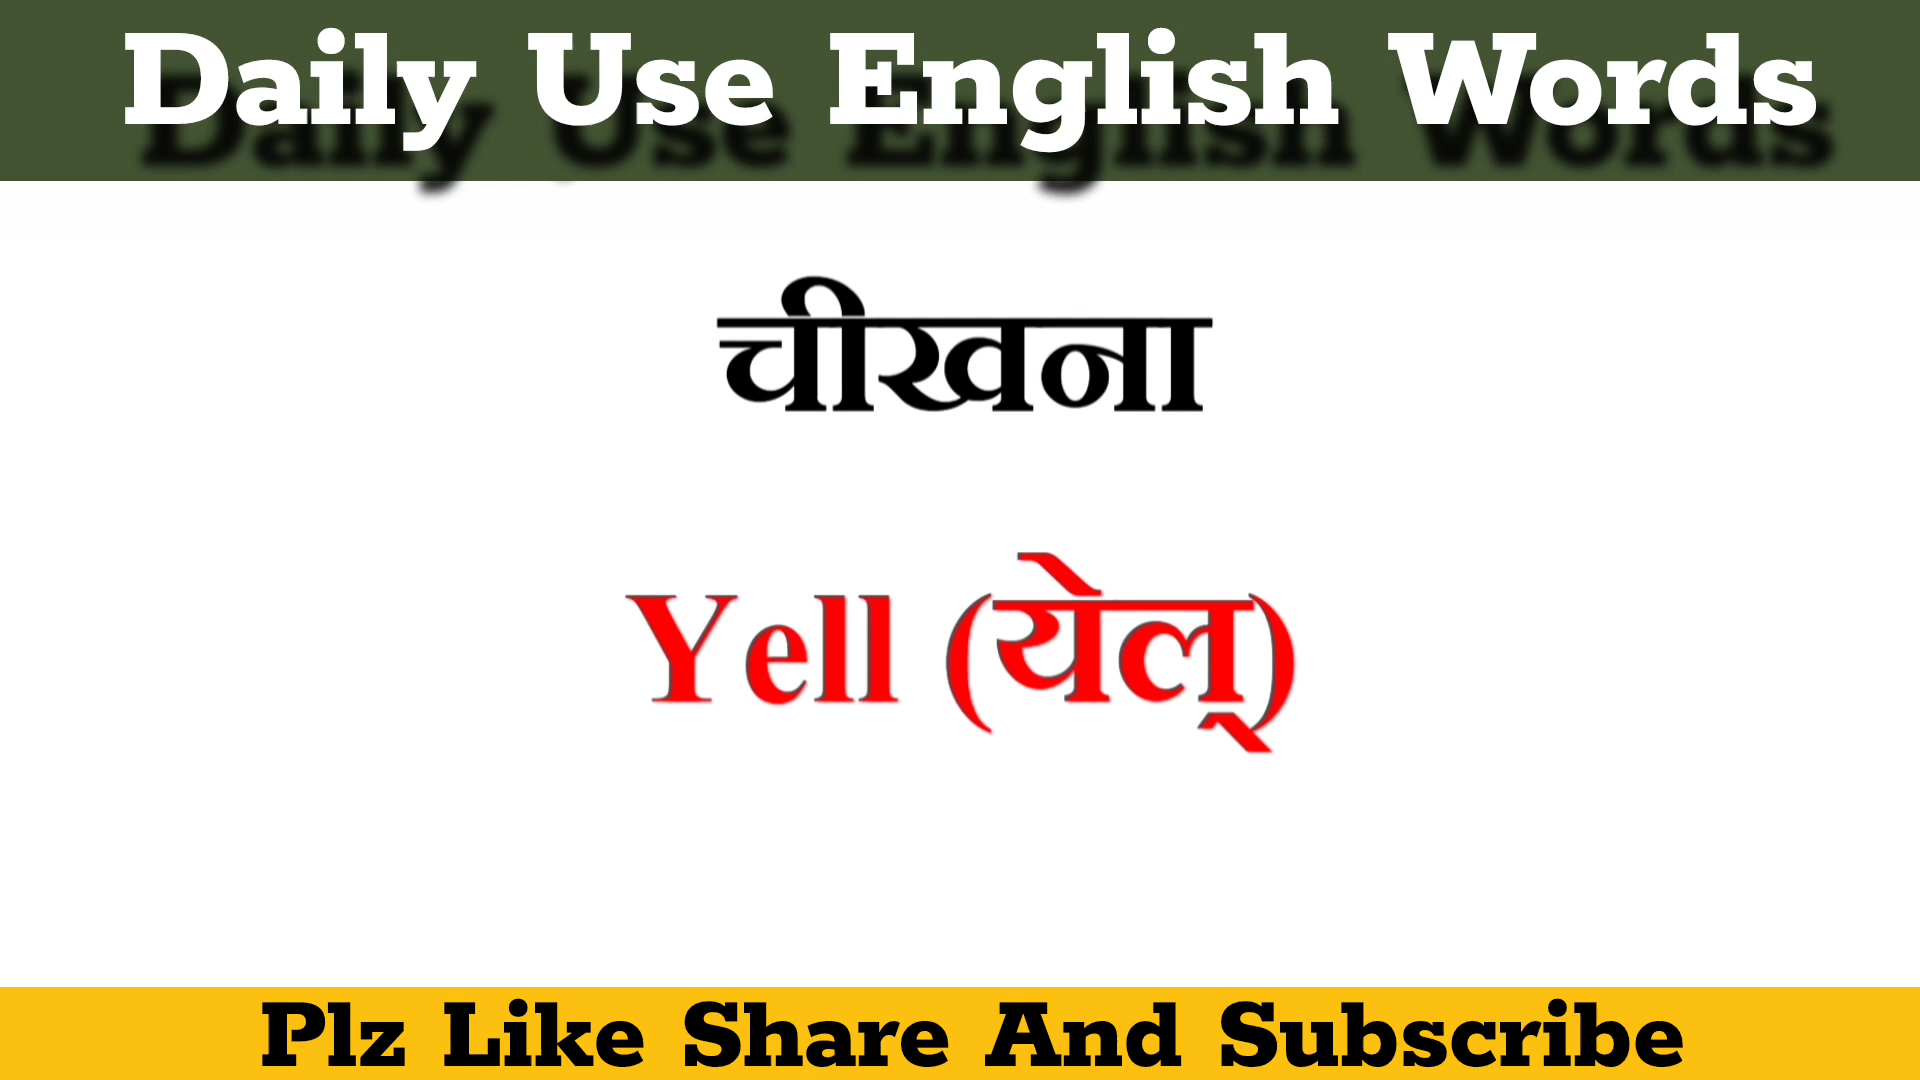 Daily Use English Words
चीखना
Yell (येल्)
Plz Like Share And Subscribe